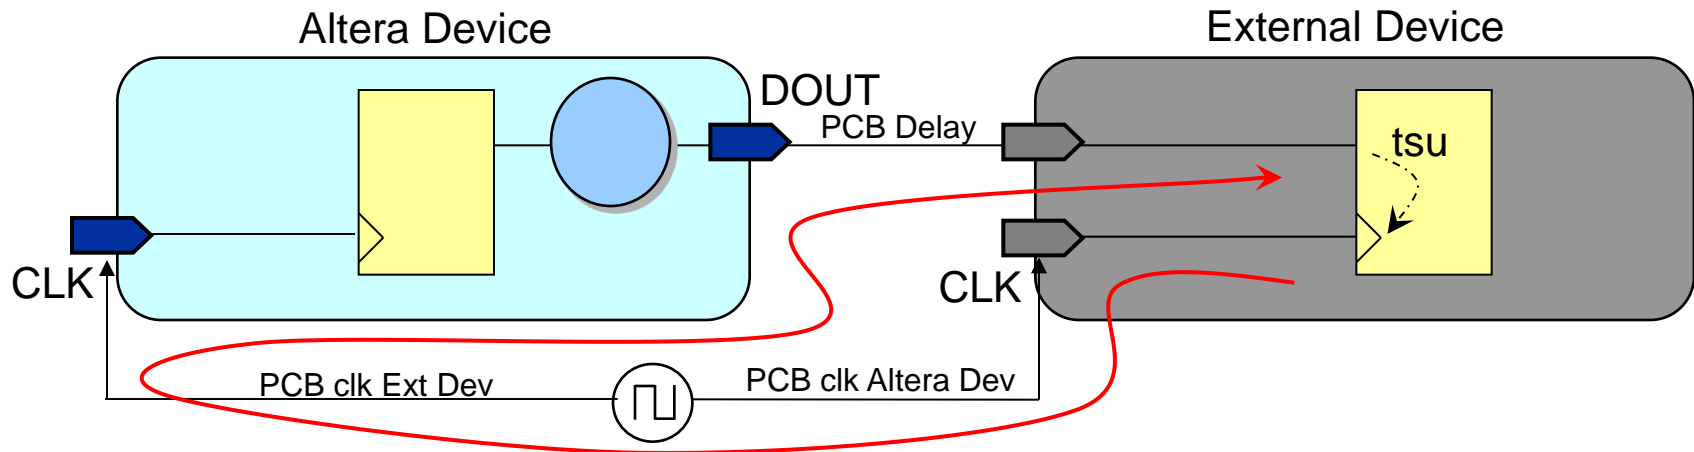 Altera Device
External Device
DOUT
PCB Delay
tsu
CLK
CLK
PCB clk Ext Dev
PCB clk Altera Dev